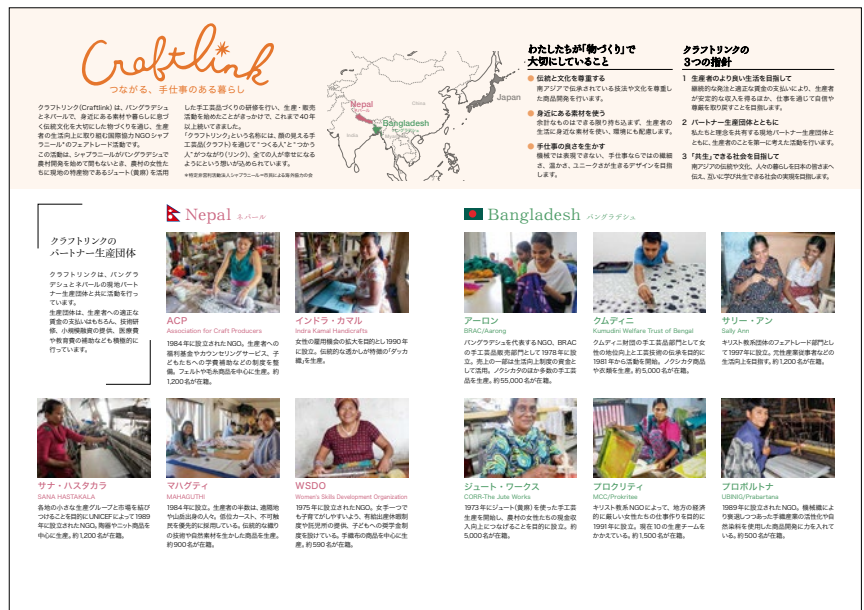 Craftlink
つながる、手仕事のある暮らし
クラフトリンク(Craftlink)は、バングラデシュ
とネパールで、身近にある素材や暮らしに息づ
く伝統文化を大切にした物づくりを通じ、生産
者の生活向上に取り組む国際協力NGOシャプ
ラニール*のフェアトレード活動です。
この活動は、シャプラニールがバングラデシュで
農村開発を始めて間もないとき、農村の女性た
ちに現地の特産物であるジュート(黄麻)を活用
した手工芸品づくりの研修を行い、生産・販売
活動を始めたことがきっかけで、これまで40年
以上続いてきました。
「クラフトリンク」という名称には、顔の見える手
工芸品(クラフト)を通じて“つくる人”と“つかう
人”がつながり(リンク)、全ての人が幸せになる
ようにという想いが込められています。
*特定非営利活動法人シャプラニール=市民による海外協力の会
Nepal
ネパール
Bangladesh
バングラデシュ
China
India
Japan
わたしたちが「物づくり」で
大切にしていること
伝統と文化を尊重する
南アジアで伝承されている技法や文化を尊重し
た商品開発を行います。
身近にある素材を使う
余計なものはできる限り持ち込まず、生産者の
生活に身近な素材を使い、環境にも配慮します。
手仕事の良さを生かす
機械では表現できない、手仕事ならではの繊細
さ、温かさ、ユニークさが生きるデザインを目指
します。
クラフトリンクの
3つの指針
1 生産者のより良い生活を目指して
継続的な発注と適正な賃金の支払いにより、生産者
が安定的な収入を得るほか、仕事を通じて自信や
尊厳を取り戻すことを目指します。
2 パートナー生産団体とともに
私たちと理念を共有する現地パートナー生産団体と
ともに、生産者のことを第一に考えた活動を行います。
3 「共生」できる社会を目指して
南アジアの伝統や文化、人々の暮らしを日本の皆さまへ
伝え、互いに学び共生できる社会の実現を目指します。
クラフトリンクの
パートナー生産団体
クラフトリンクは、バングラ
デシュとネパールの現地パー
トナー生産団体と共に活動を行っ
ています。
生産団体は、生産者への適正な
賃金の支払いはもちろん、技術研
修、小規模融資の提供、医療費
や教育費の補助なども積極的に
行っています。
Nepal ネパール
ACP
Association for Craft Producers
1984年に設立されたNGO。生産者への
福利基金やカウンセリングサービス、子
どもたちへの学費補助などの制度を整
備。フェルトや毛糸商品を中心に生産。約
1,200名が在籍。
インドラ・カマル
Indra Kamal Handicrafts
女性の雇用機会の拡大を目的とし1990年
に設立。伝統的な透かしが特徴の「ダッカ
織」を生産。
サナ・ハスタカラ
SANA HASTAKALA
各地の小さな生産グループと市場を結び
つけることを目的にUNICEFによって1989
年に設立されたNGO。陶器やニット商品を
中心に生産。約1,200名が在籍。
マハグティ
MAHAGUTHI
1984年に設立。生産者の半数は、遠隔地
や山岳出身の人々。低位カースト、不可触
民を優先的に採用している。伝統的な織り
の技術や自然素材を生かした商品を生産。
約900名が在籍。
WSDO
Women's Skills Development Organization
1975年に設立されたNGO。女手一つで
も子育てがしやすいよう、有給出産休暇制
度や託児所の提供、子どもへの奨学金制
度を設けている。手織布の商品を中心に生
産。約590名が在籍。
Bangladesh バングラデシュ
アーロン
BRAC/Aarong
バングラデシュを代表するNGO、BRAC
の手工芸品販売部門として1978年に設
立。売上の一部は生活向上制度の資金と
して活用。ノクシカタのほか多数の手工芸
品を生産。約55,000名が在籍。
クムディニ
Kumudini Welfare Trust of Bengal
クムディニ財団の手工芸品部門として女
性の地位向上と工芸技術の伝承を目的に
1981年から活動を開始。ノクシカタ商品
や衣類を生産。約5,000名が在籍。
サリー・アン
Sally Ann
キリスト教系団体のフェアトレード部門とし
て1997年に設立。元性産業従事者などの
生活向上を目指す。約1,200名が在籍。
ジュート・ワークス
CORR-The Jute Works
1973年にジュート(黄麻)を使った手工芸
生産を開始し、農村の女性たちの現金収
入向上につなげることを目的に設立。約
5,000名が在籍。
プロクリティ
MCC/Prokritee
キリスト教系NGOによって、地方の経済
的に厳しい女性たちの仕事作りを目的に
1991年に設立。現在10の生産チームを
かかえている。約1,500名が在籍。
プロボルトナ
UBINIG/Prabartana
1989年に設立されたNGO。機械織によ
り衰退しつつあった手織産業の活性化や自
然染料を使用した商品開発に力を入れて
いる。約500名が在籍。